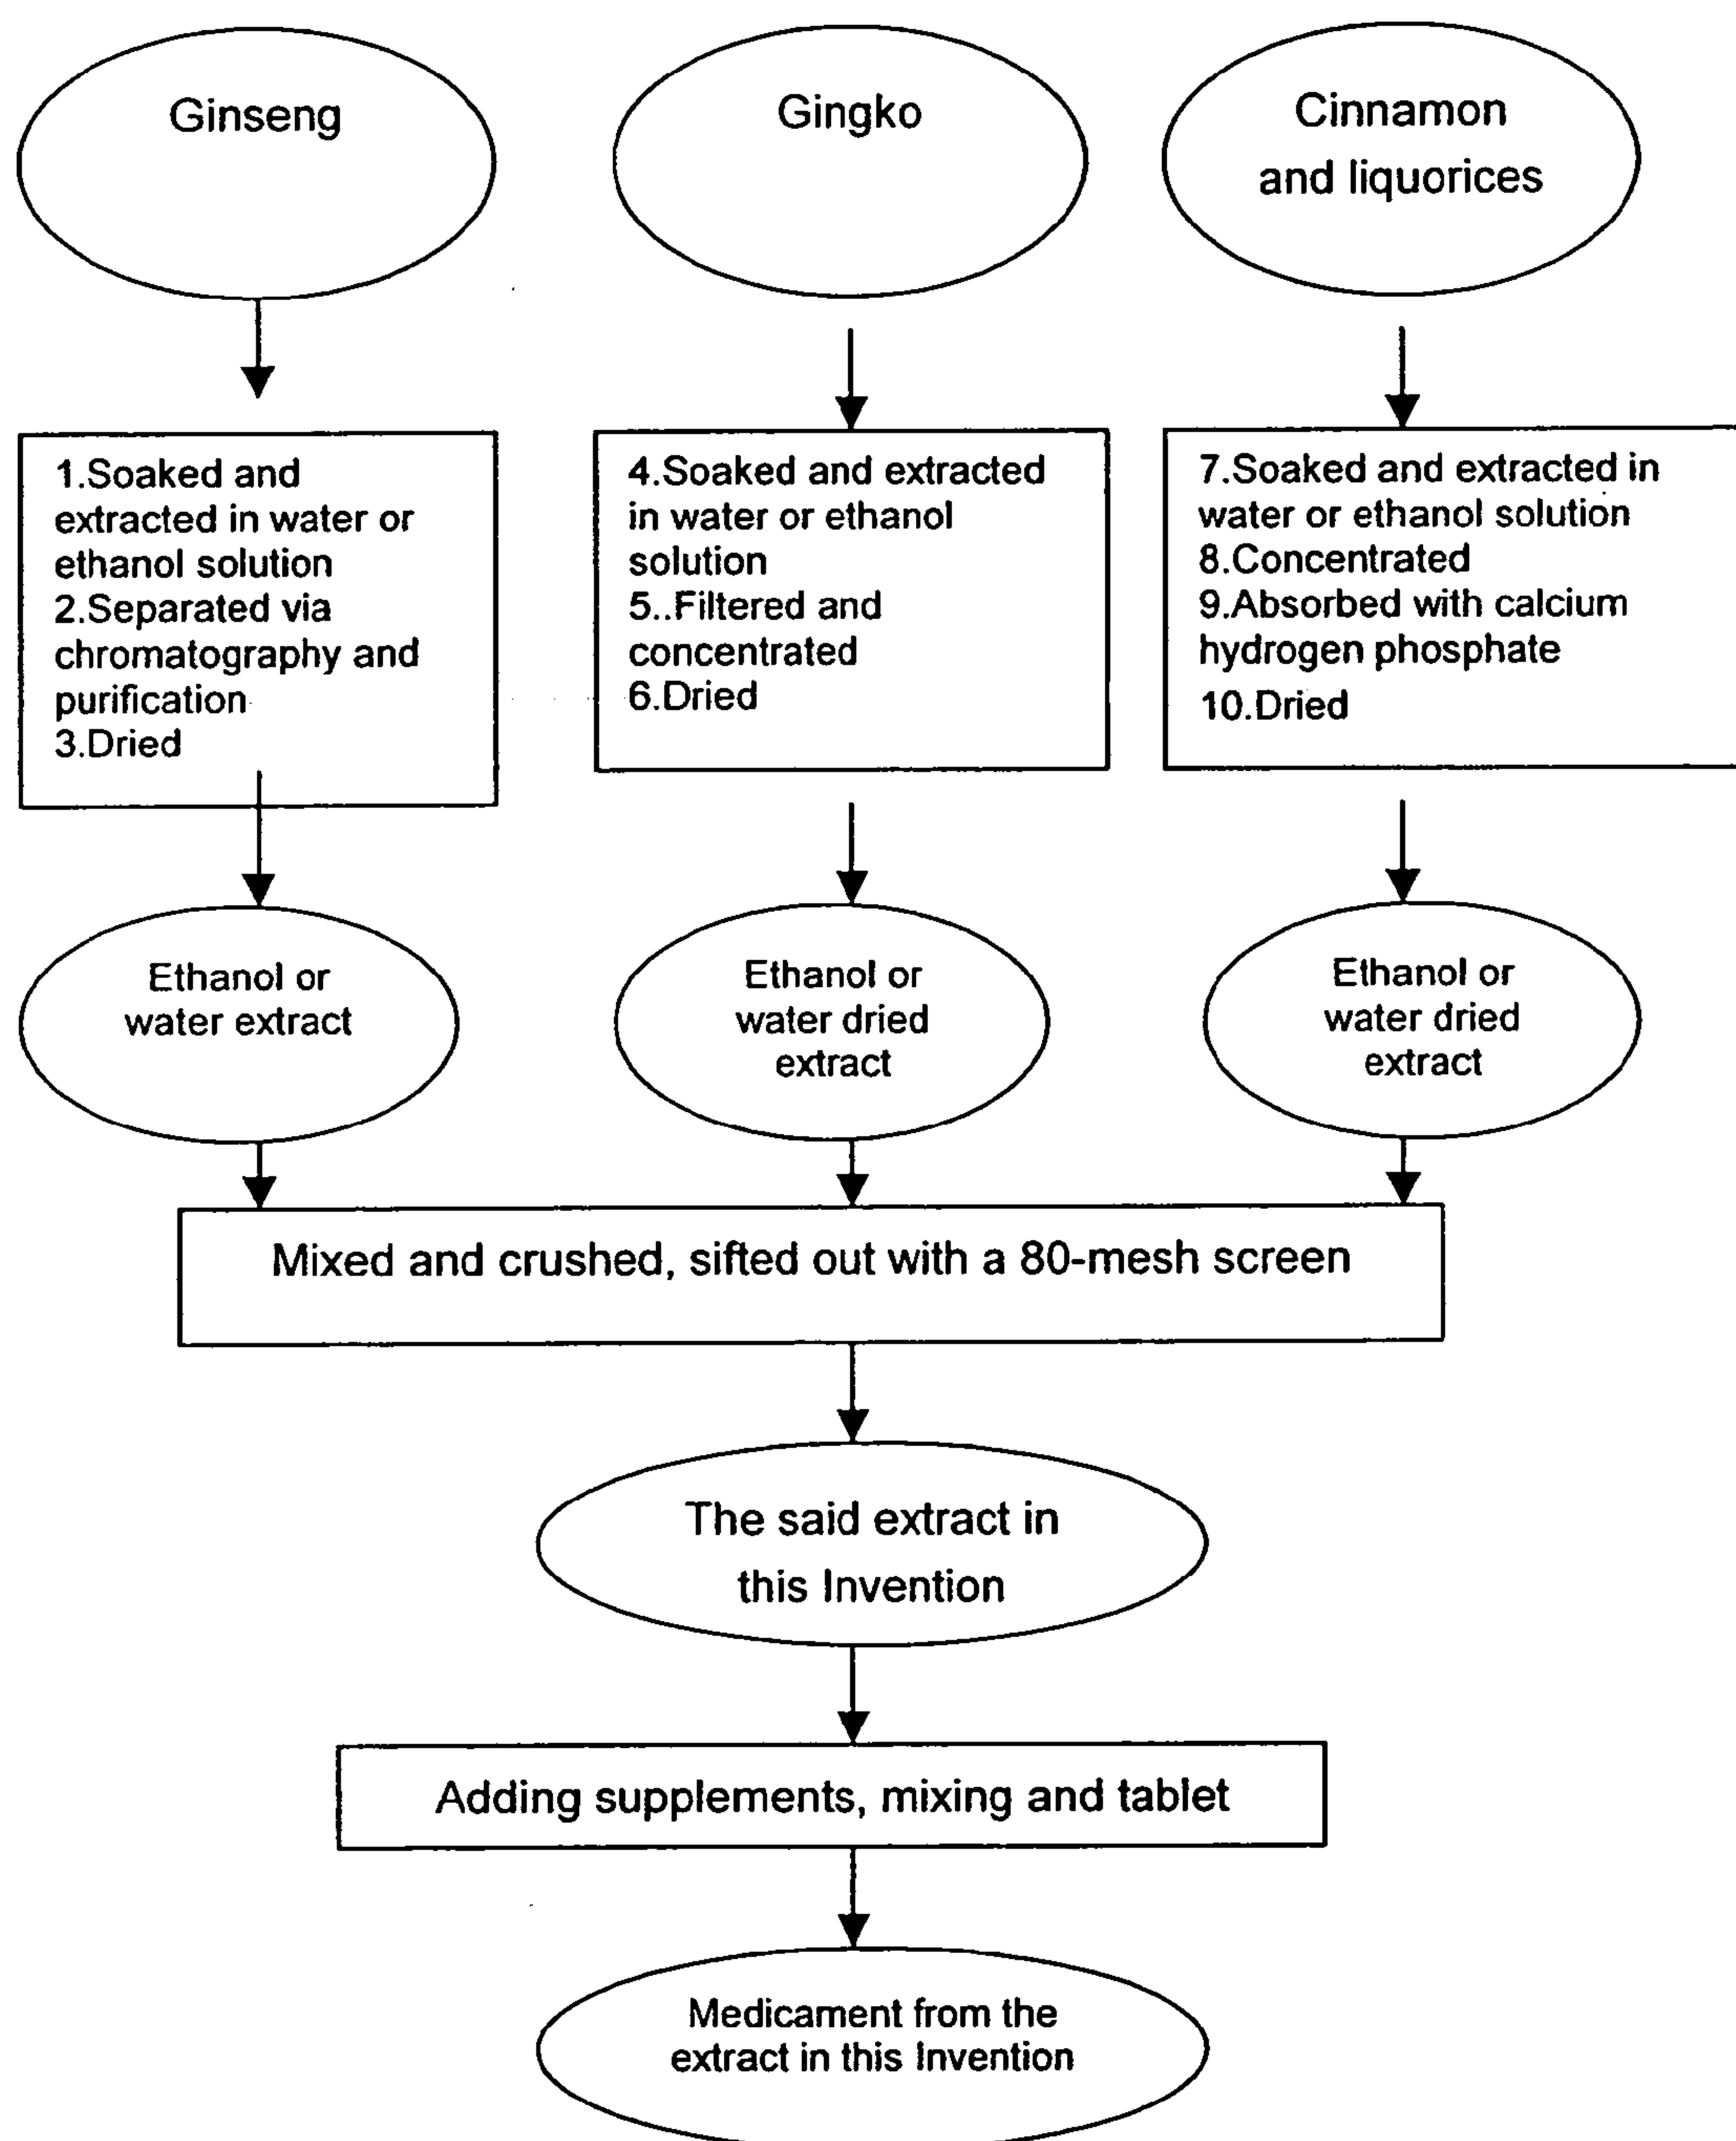 Ginseng
Gingko
Cinnamon
and liquorices
1.Soaked and
extracted in water or
ethanol solution
2.Separated via
chromatography and
purification
3.Dried
4.Soaked and extracted
in water or ethanol
solution
5..Filtered and
concentrated
6.Dried
7.Soaked and extracted in
water or ethanol solution
8.Concentrated
9.Absorbed with calcium
hydrogen phosphate
10.Dried
Ethanol or
water extract
Ethanol or
water dried
extract
Ethanol or
water dried
extract
Mixed and crushed, sifted out with a 80-mesh screen
The said extract in
this Invention
Adding supplements, mixing and tablet
Medicament from the
extract in this Invention